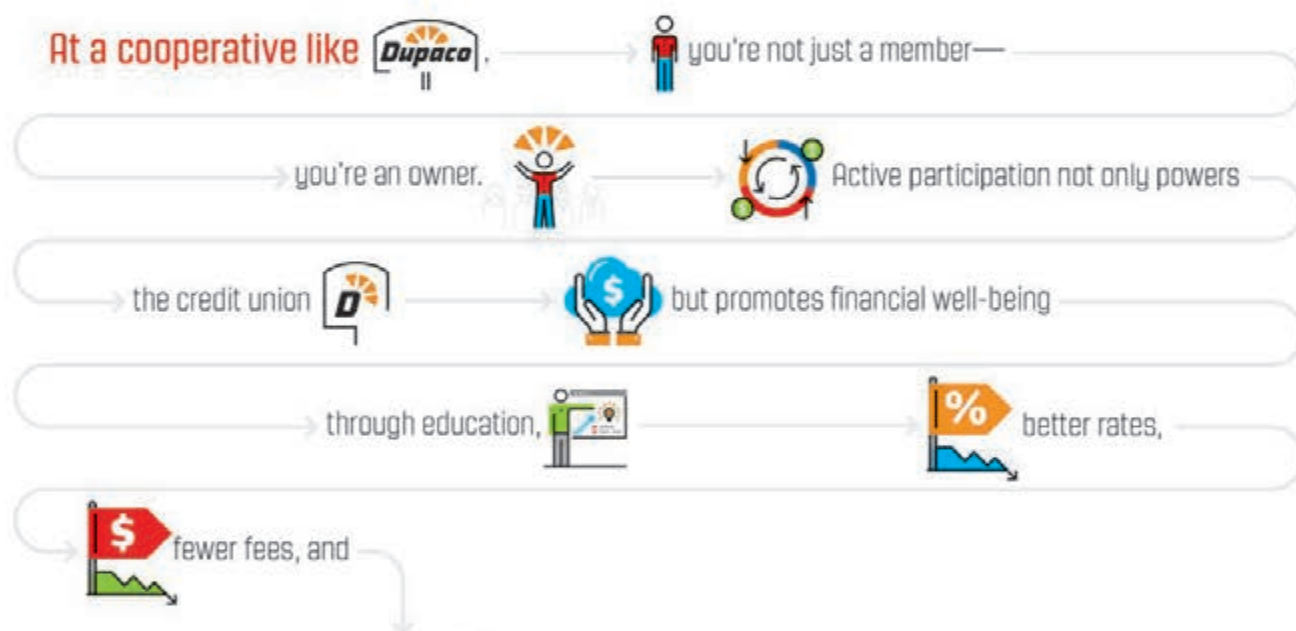 At a cooperative like Dupaco, you're not just a member—
you're an owner. Active participation not only powers
the credit union D but promotes financial well-being
through education, % better rates,
$ fewer fees, and